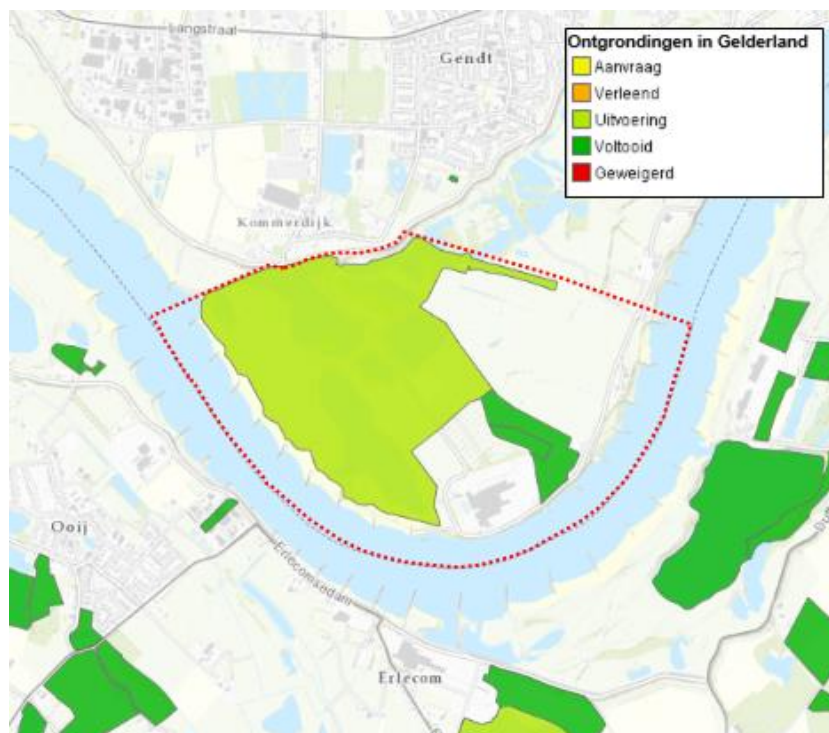 Langstraat
Gendt
Ontgrondingen in Gelderland
Aanvraag
Verleend
Uitvoering
Voltooid
Geweigerd
Kommerdijk
Ooij
Erlecomsedam
Erlecom